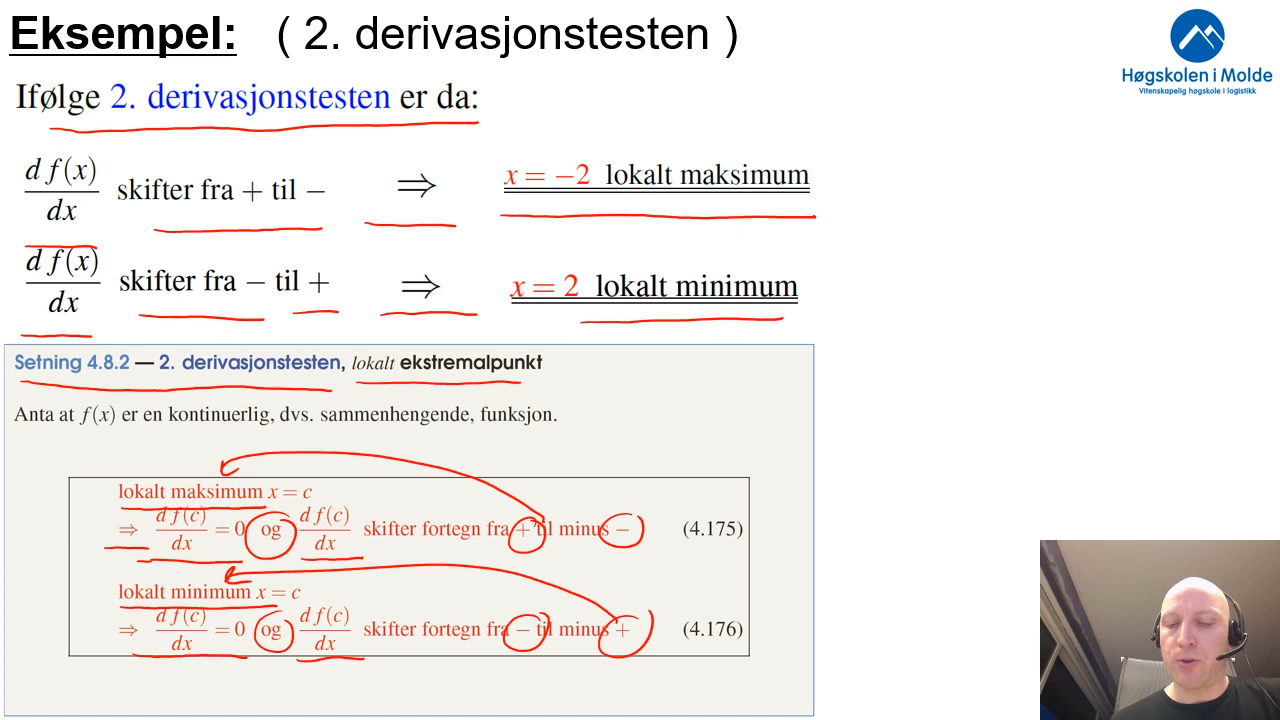 Eksempel: ( 2. derivasjonstesten )
Høgskolen i Molde
Vitenskapelig høgskole i logistikk
Ifølge 2. derivasjonstesten er da:
d f(x)/dx skifter fra + til − ⇒ x = −2 lokalt maksimum
d f(x)/dx skifter fra − til + ⇒ x = 2 lokalt minimum
Setning 4.8.2 — 2. derivasjonstesten, lokalt ekstremalpunkt
Anta at f(x) er en kontinuerlig, dvs. sammenhengende, funksjon.
lokalt maksimum x = c
⇒ d f(c)/dx = 0 og d f(c)/dx skifter fortegn fra + til minus − (4.175)
lokalt minimum x = c
⇒ d f(c)/dx = 0 og d f(c)/dx skifter fortegn fra − til minus + (4.176)